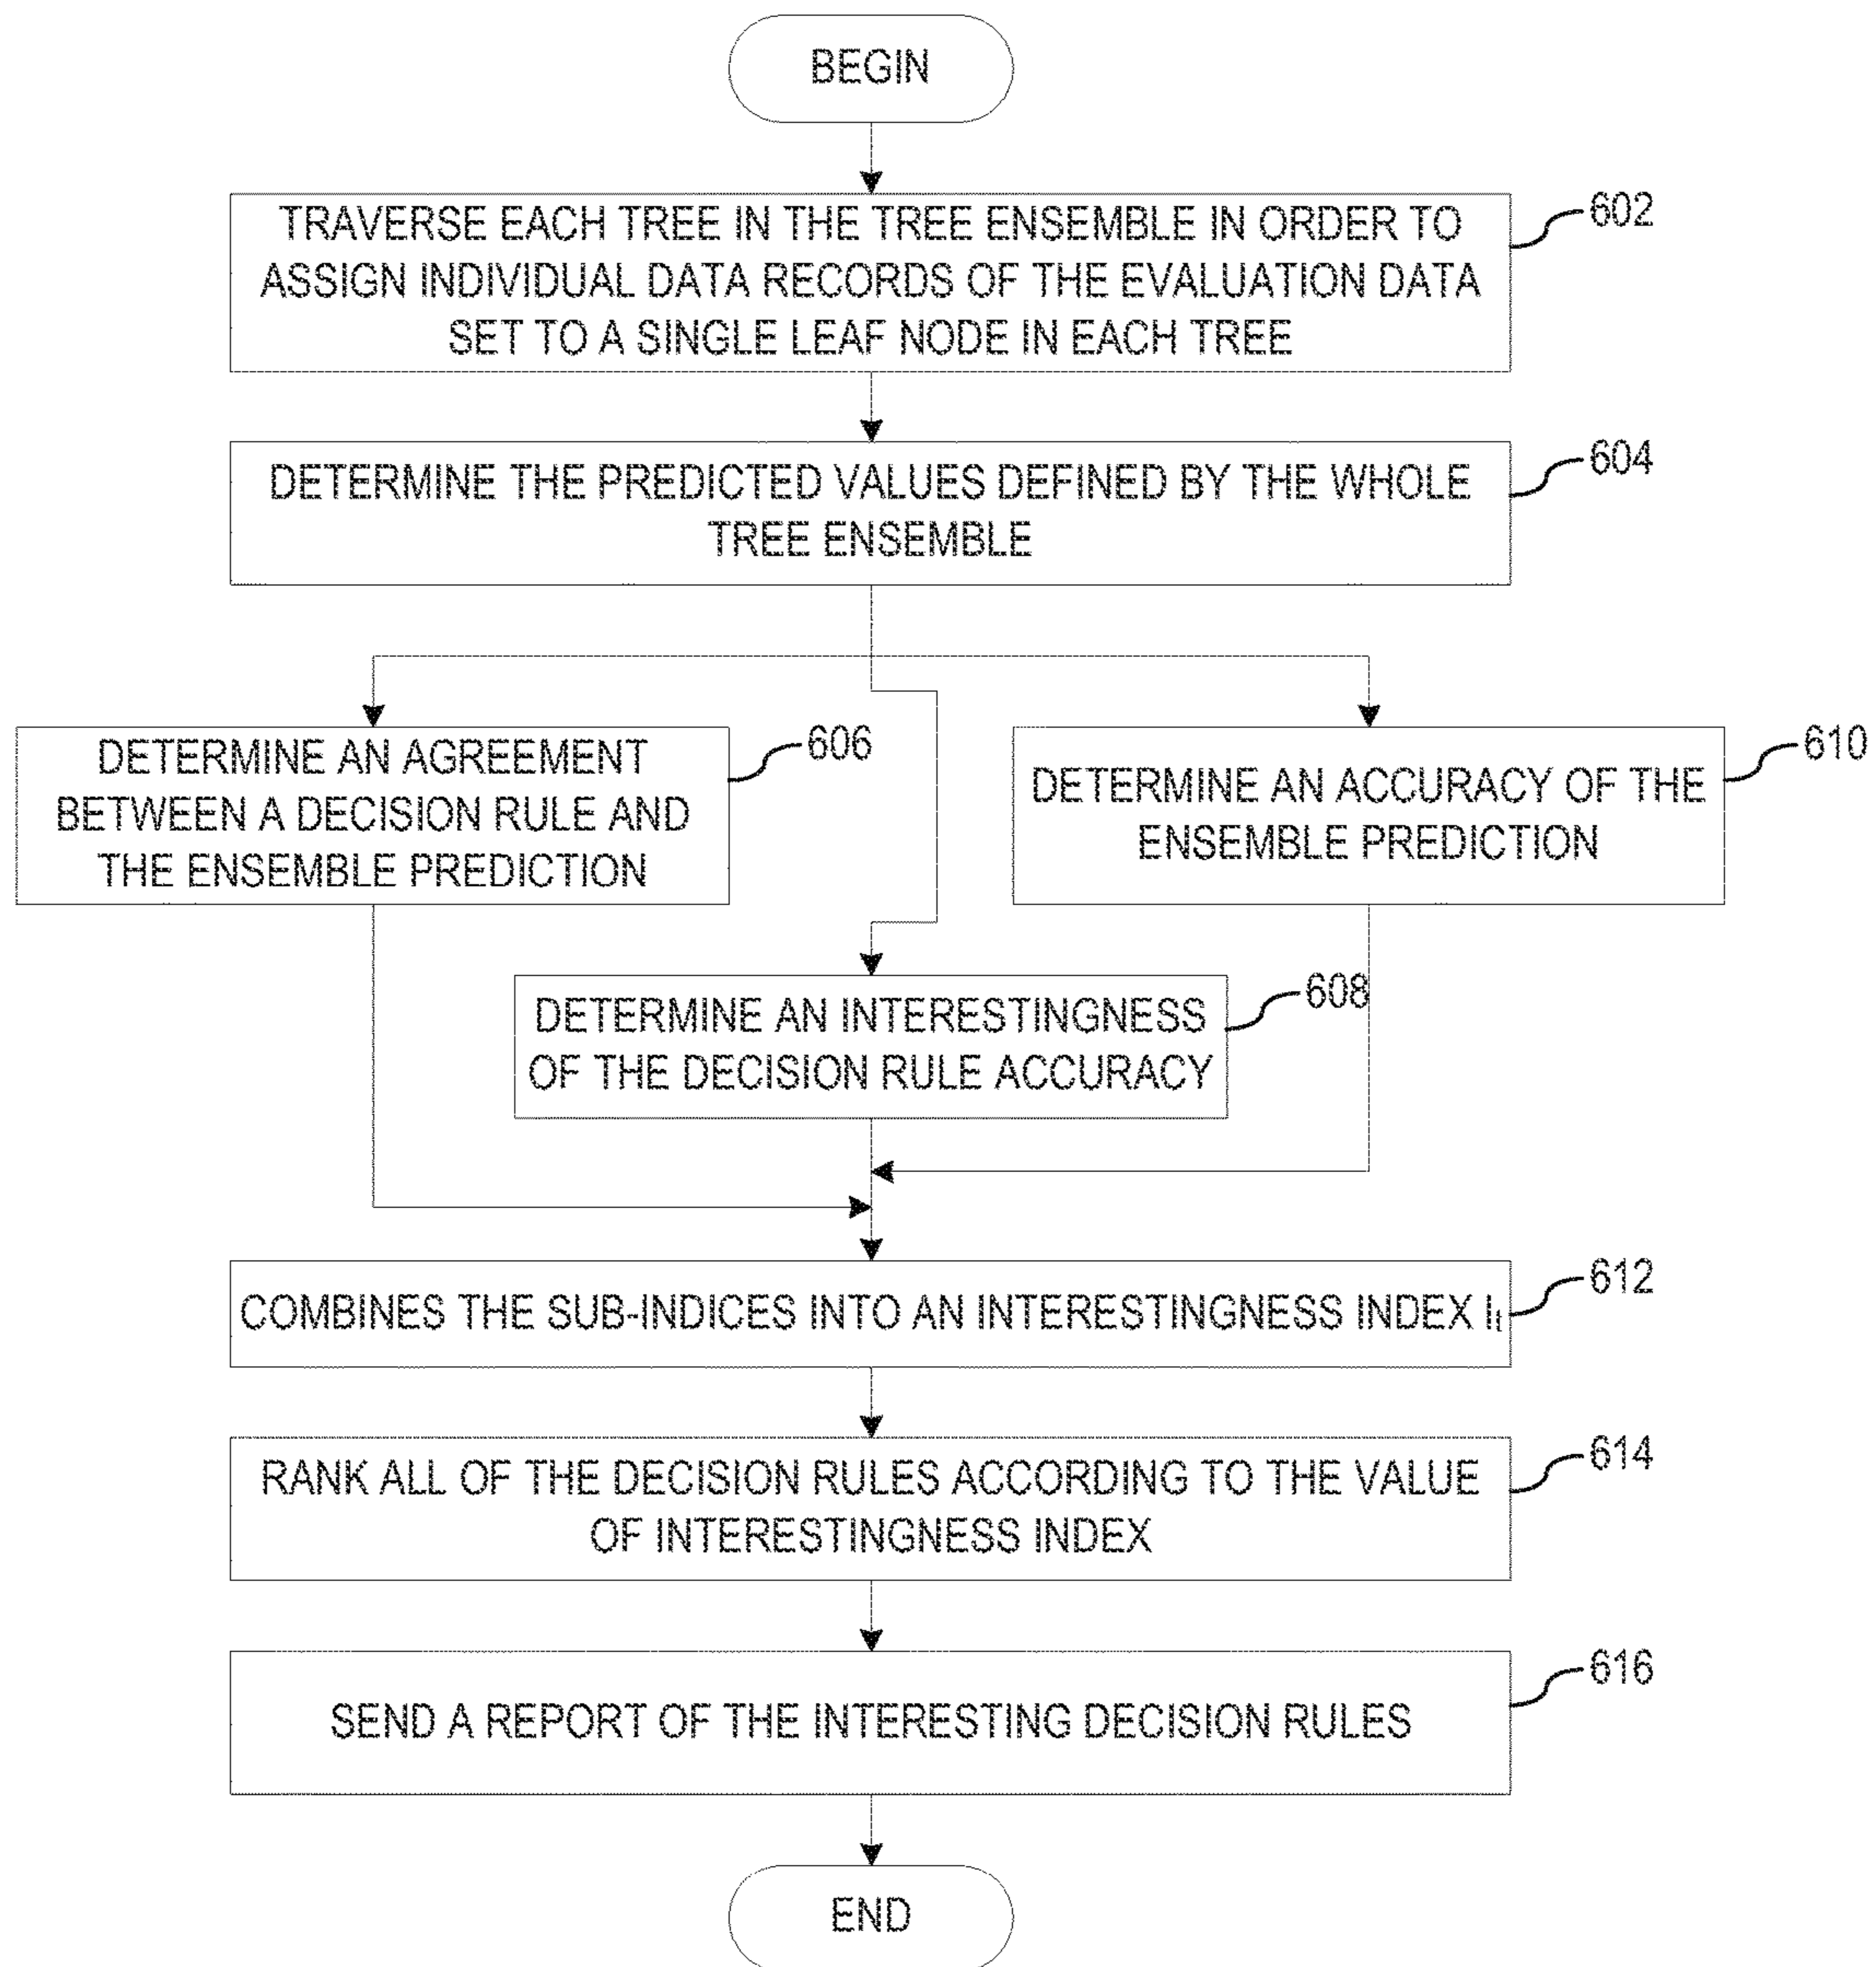 BEGIN
TRAVERSE EACH TREE IN THE TREE ENSEMBLE IN ORDER TO
ASSIGN INDIVIDUAL DATA RECORDS OF THE EVALUATION DATA
SET TO A SINGLE LEAF NODE IN EACH TREE
602
DETERMINE THE PREDICTED VALUES DEFINED BY THE WHOLE
TREE ENSEMBLE
604
DETERMINE AN AGREEMENT
BETWEEN A DECISION RULE AND
THE ENSEMBLE PREDICTION
606
DETERMINE AN ACCURACY OF THE
ENSEMBLE PREDICTION
610
DETERMINE AN INTERESTINGNESS
OF THE DECISION RULE ACCURACY
608
COMBINES THE SUB-INDICES INTO AN INTERESTINGNESS INDEX Iₜ
612
RANK ALL OF THE DECISION RULES ACCORDING TO THE VALUE
OF INTERESTINGNESS INDEX
614
SEND A REPORT OF THE INTERESTING DECISION RULES
616
END